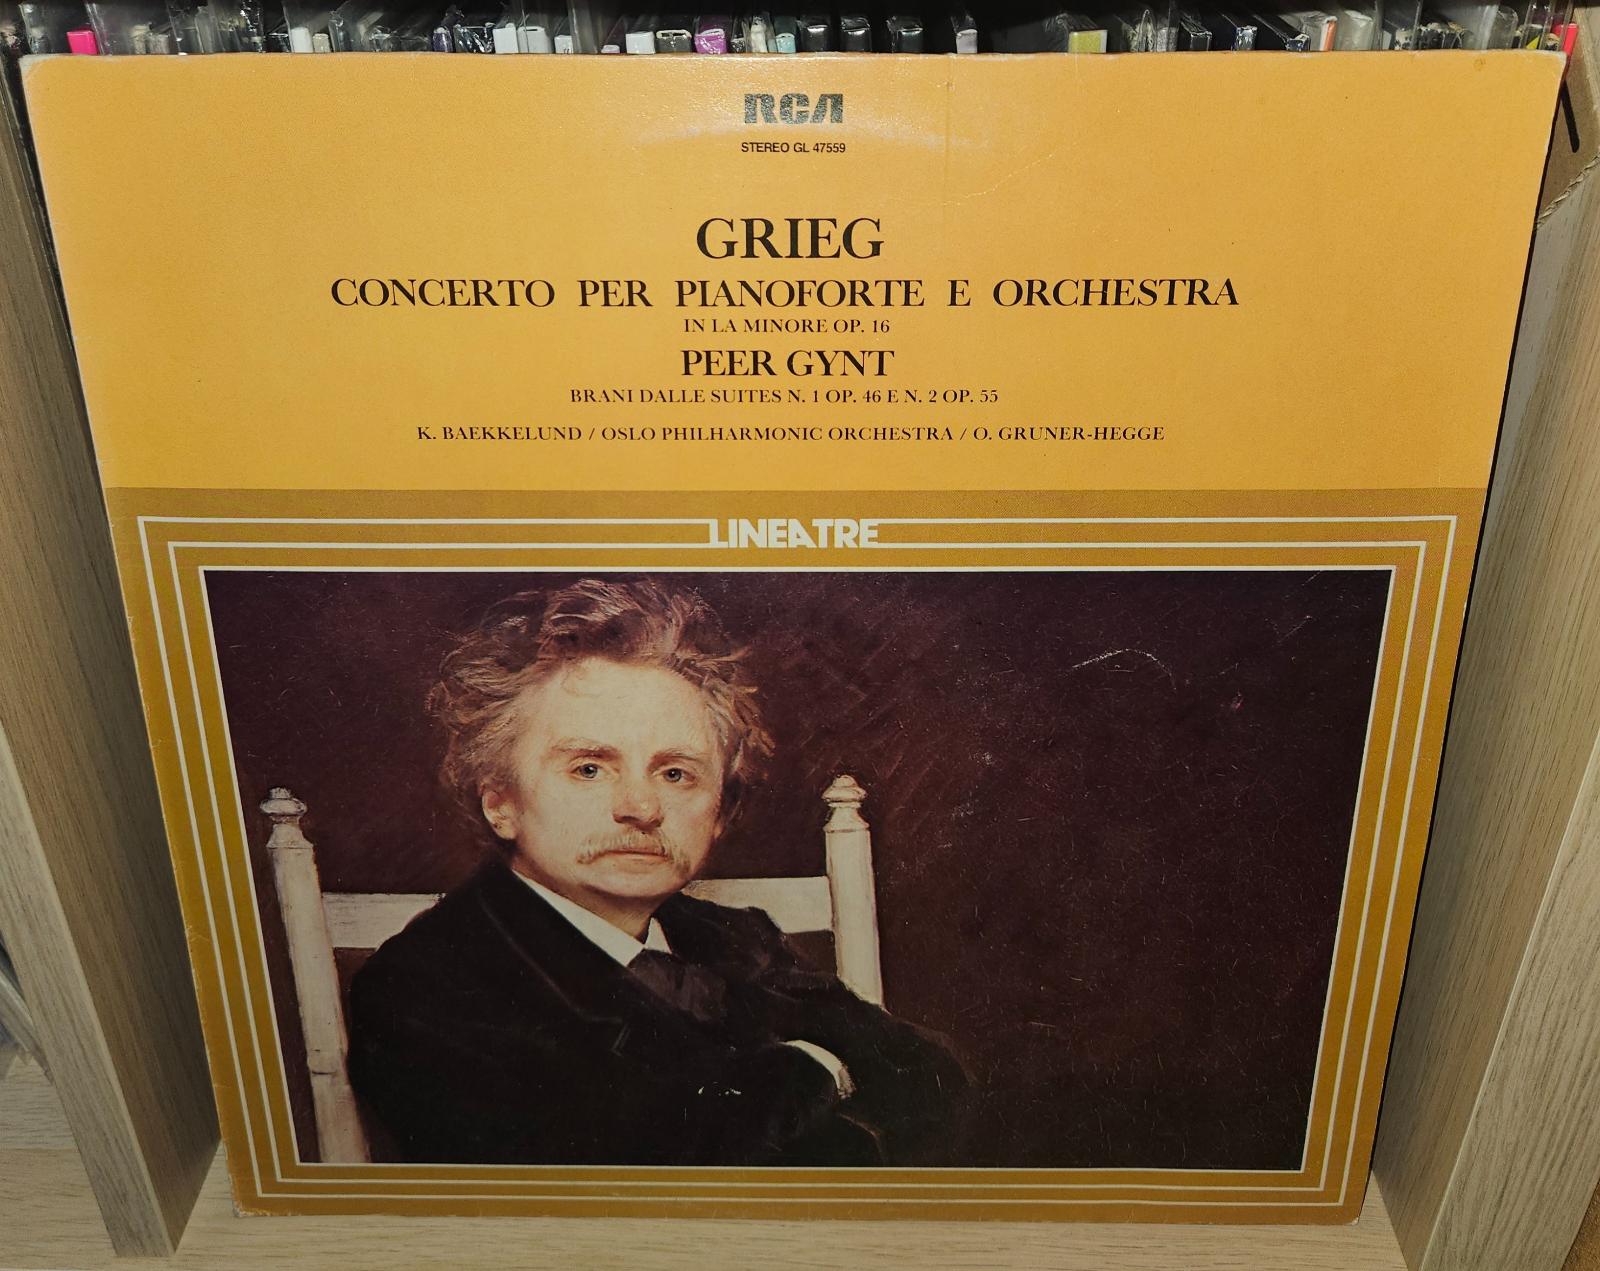 RCA
STEREO GL 47559
GRIEG
CONCERTO PER PIANOFORTE E ORCHESTRA
IN LA MINORE OP. 16
PEER GYNT
BRANI DALLE SUITES N. 1 OP. 46 E N. 2 OP. 55
K. BAEKKELUND / OSLO PHILHARMONIC ORCHESTRA / O. GRUNER-HEGGE
LINEATRE